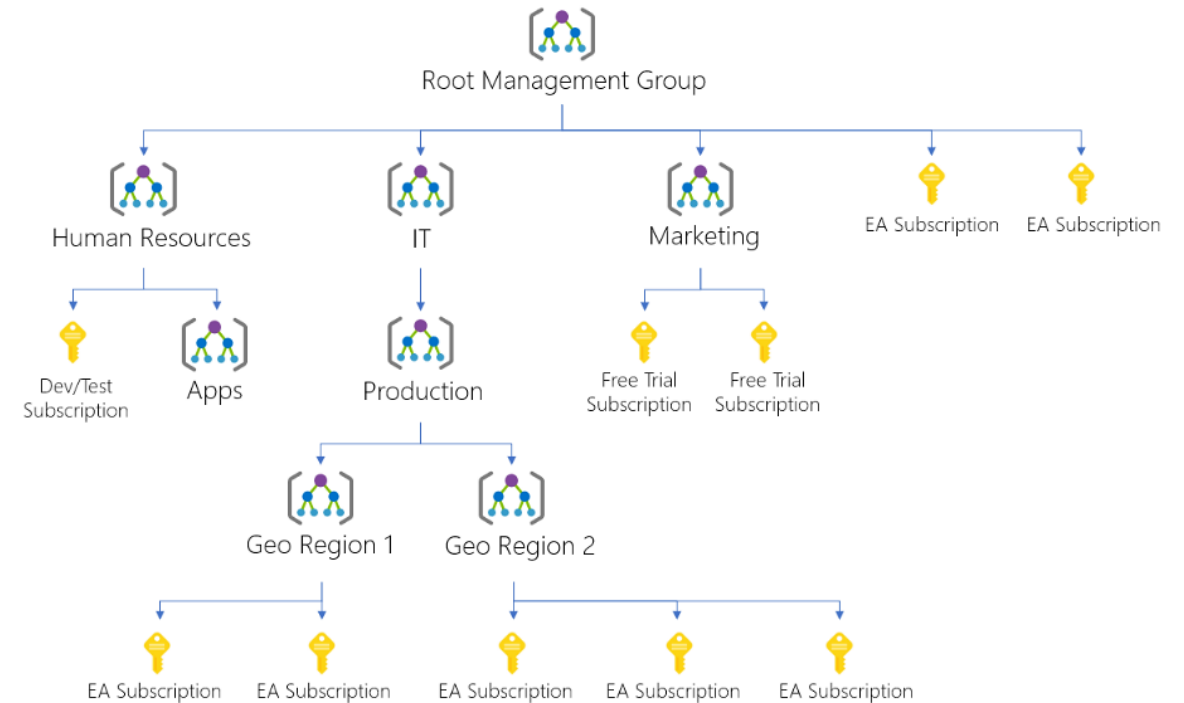 Root Management Group
Human Resources
IT
Marketing
EA Subscription
EA Subscription
Dev/Test
Subscription
Apps
Production
Free Trial
Subscription
Free Trial
Subscription
Geo Region 1
Geo Region 2
EA Subscription
EA Subscription
EA Subscription
EA Subscription
EA Subscription